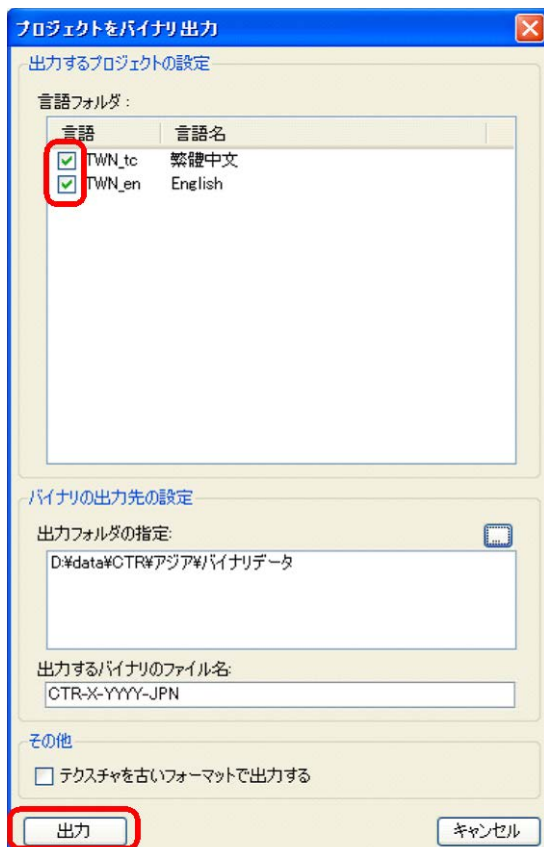 プロジェクトをバイナリ出力
出力するプロジェクトの設定
言語フォルダ:
言語 言語名
TWN_tc 繁體中文
TWN_en English
バイナリの出力先の設定
出力フォルダの指定:
...
D:¥data¥CTR¥アジア¥バイナリデータ
出力するバイナリのファイル名:
CTR-X-YYYY-JPN
その他
テクスチャを古いフォーマットで出力する
出力 キャンセル